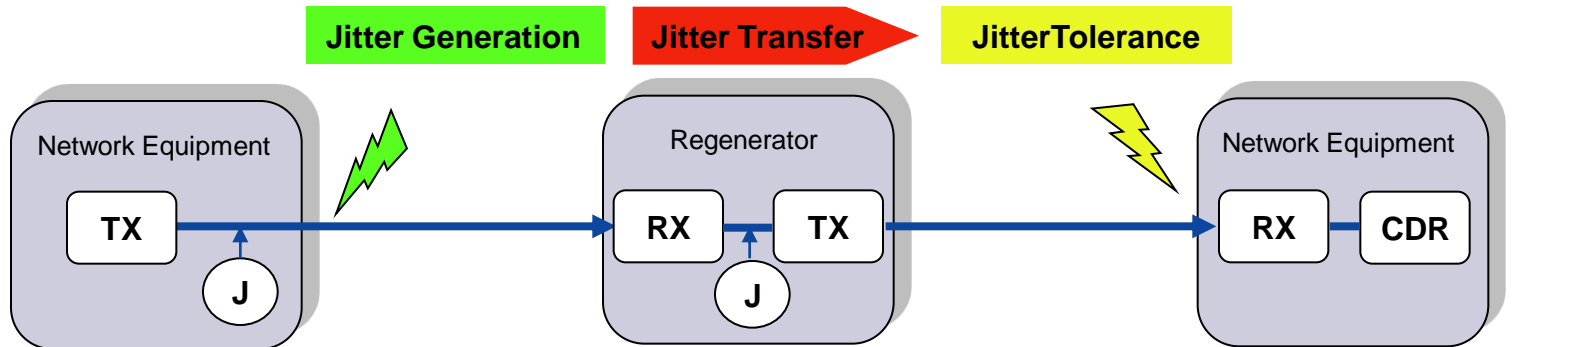 Jitter Generation
Jitter Transfer
JitterTolerance
Network Equipment
Regenerator
Network Equipment
TX
RX
TX
RX
CDR
J
J